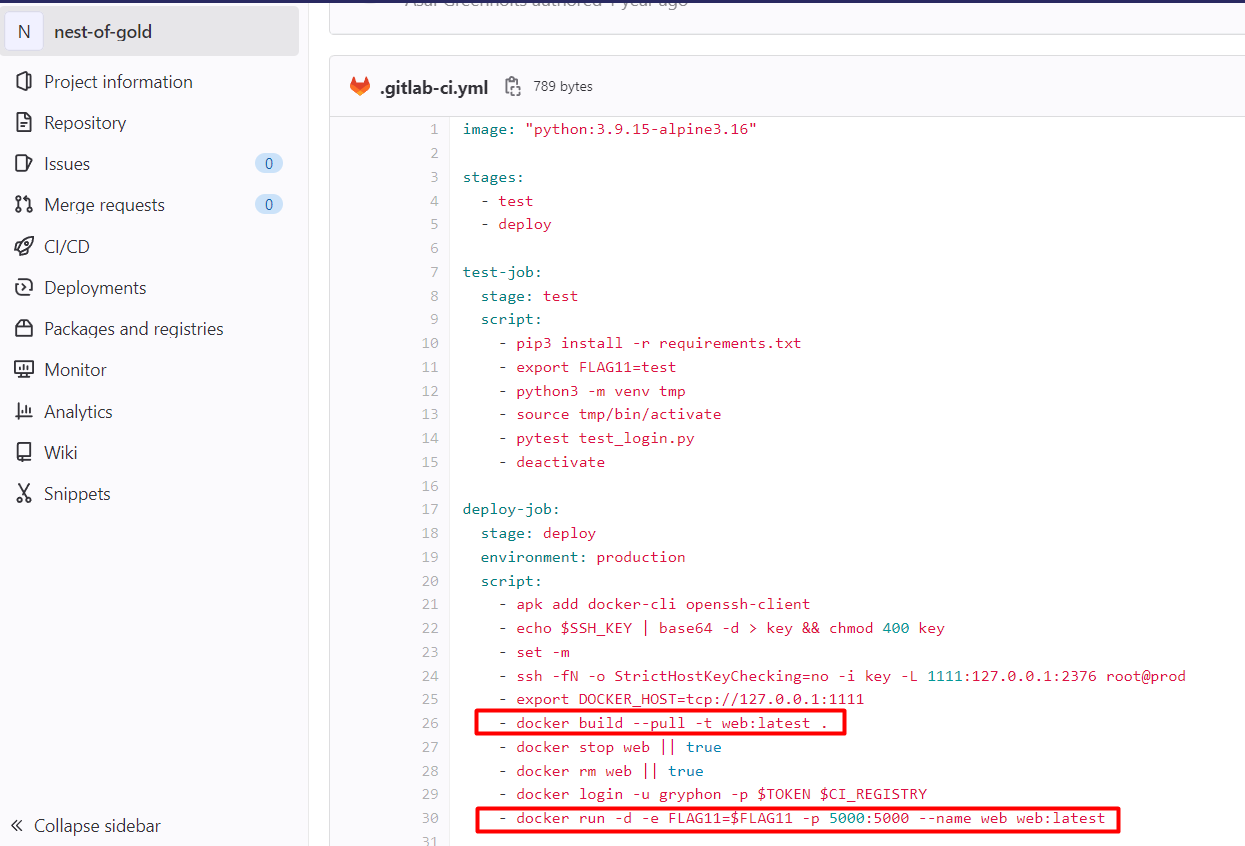 Asaf Greenholts authored 1 year ago
N nest-of-gold
Project information
Repository
Issues 0
Merge requests 0
CI/CD
Deployments
Packages and registries
Monitor
Analytics
Wiki
Snippets
« Collapse sidebar
.gitlab-ci.yml 789 bytes
1 image: "python:3.9.15-alpine3.16"
2
3 stages:
4   - test
5   - deploy
6
7 test-job:
8   stage: test
9   script:
10     - pip3 install -r requirements.txt
11     - export FLAG11=test
12     - python3 -m venv tmp
13     - source tmp/bin/activate
14     - pytest test_login.py
15     - deactivate
16
17 deploy-job:
18   stage: deploy
19   environment: production
20   script:
21     - apk add docker-cli openssh-client
22     - echo $SSH_KEY | base64 -d > key && chmod 400 key
23     - set -m
24     - ssh -fN -o StrictHostKeyChecking=no -i key -L 1111:127.0.0.1:2376 root@prod
25     - export DOCKER_HOST=tcp://127.0.0.1:1111
26     - docker build --pull -t web:latest .
27     - docker stop web || true
28     - docker rm web || true
29     - docker login -u gryphon -p $TOKEN $CI_REGISTRY
30     - docker run -d -e FLAG11=$FLAG11 -p 5000:5000 --name web web:latest
31